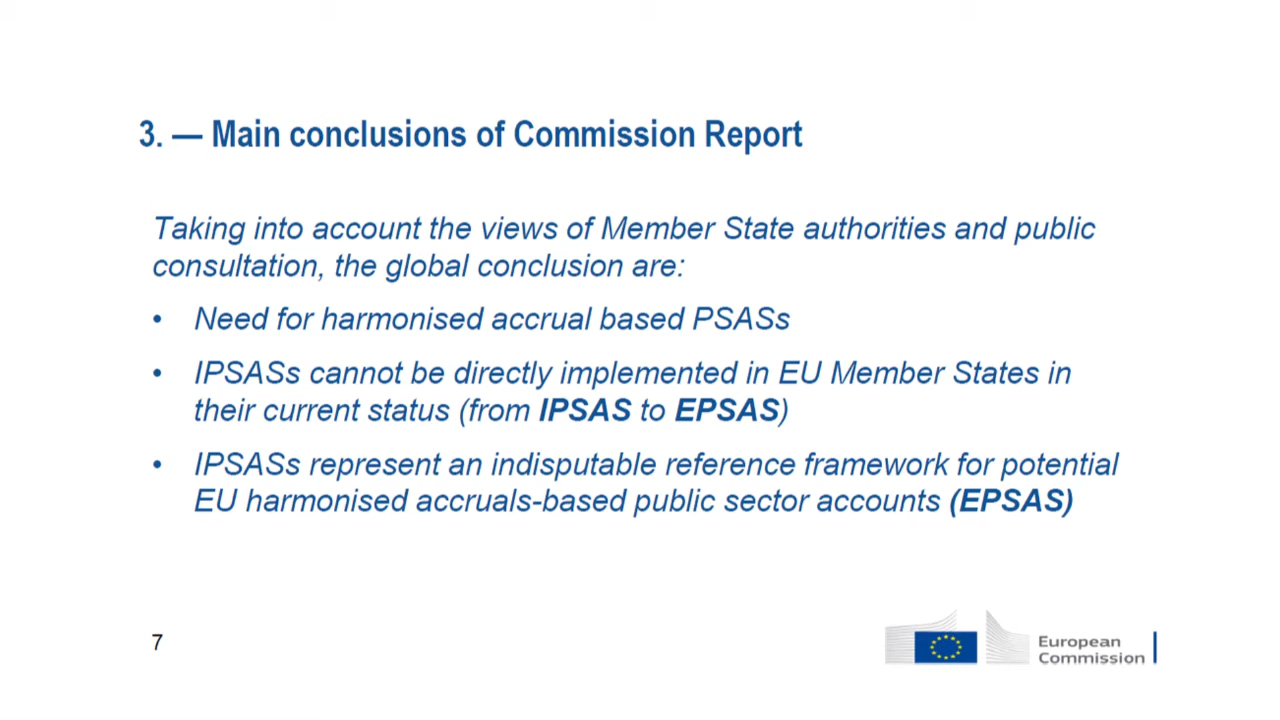 3. — Main conclusions of Commission Report
Taking into account the views of Member State authorities and public
consultation, the global conclusion are:
• Need for harmonised accrual based PSASs
• IPSASs cannot be directly implemented in EU Member States in
their current status (from IPSAS to EPSAS)
• IPSASs represent an indisputable reference framework for potential
EU harmonised accruals-based public sector accounts (EPSAS)
7
European
Commission